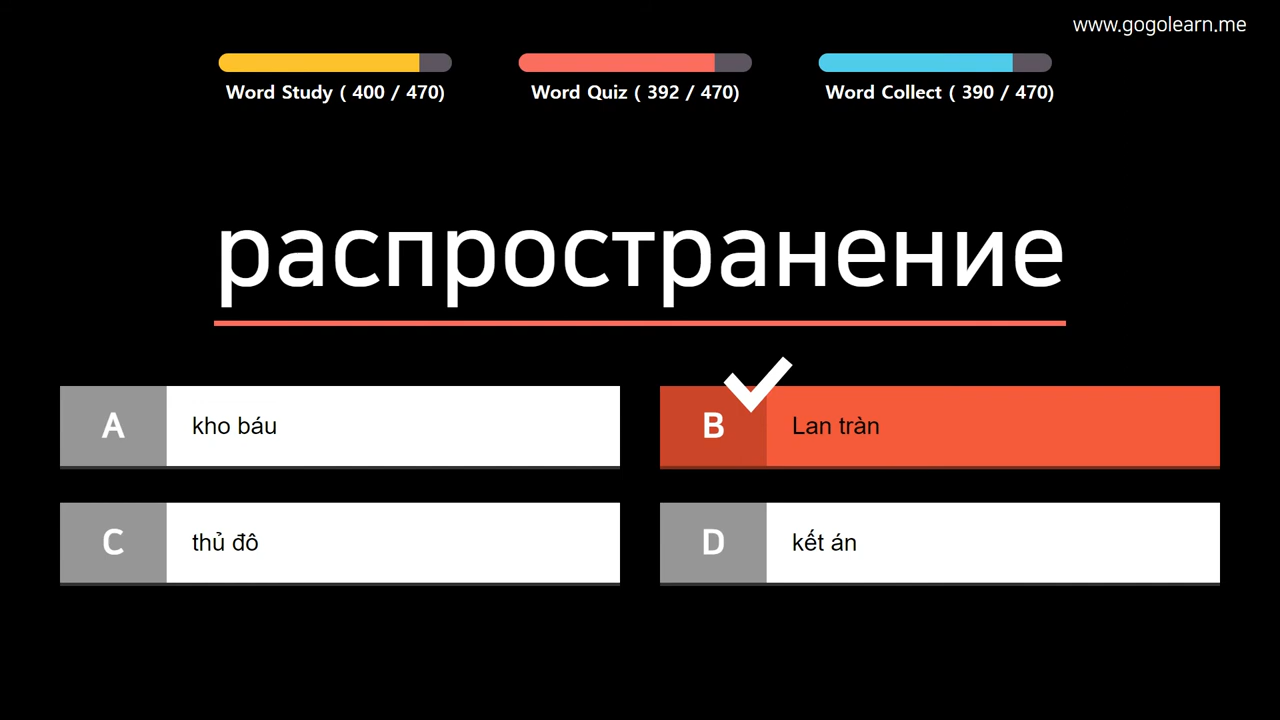 www.gogolearn.me
Word Study ( 400 / 470)
Word Quiz ( 392 / 470)
Word Collect ( 390 / 470)
распространение
A kho báu
B Lan tràn
C thủ đô
D kết án